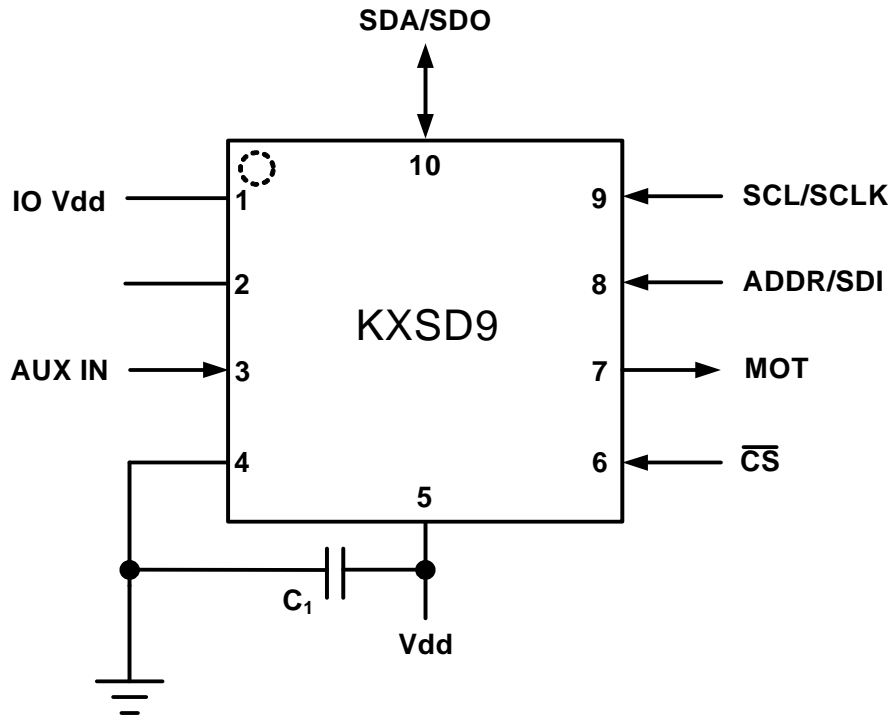 SDA/SDO
10
IO Vdd
1
9
SCL/SCLK
2
8
ADDR/SDI
KXSD9
AUX IN
3
7
MOT
4
6
C̅S̅
5
C₁
Vdd